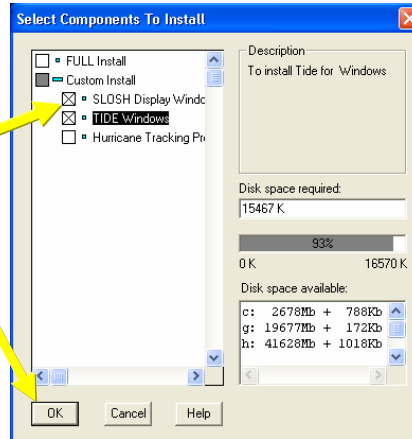 Select Components To Install
FULL Install
Custom Install
SLOSH Display Windo
TIDE Windows
Hurricane Tracking Pr
Description
To install Tide for Windows
Disk space required:
15467 K
93%
0 K 16570 K
Disk space available:
c: 2678Mb + 788Kb
g: 19677Mb + 172Kb
h: 41628Mb + 1018Kb
OK Cancel Help